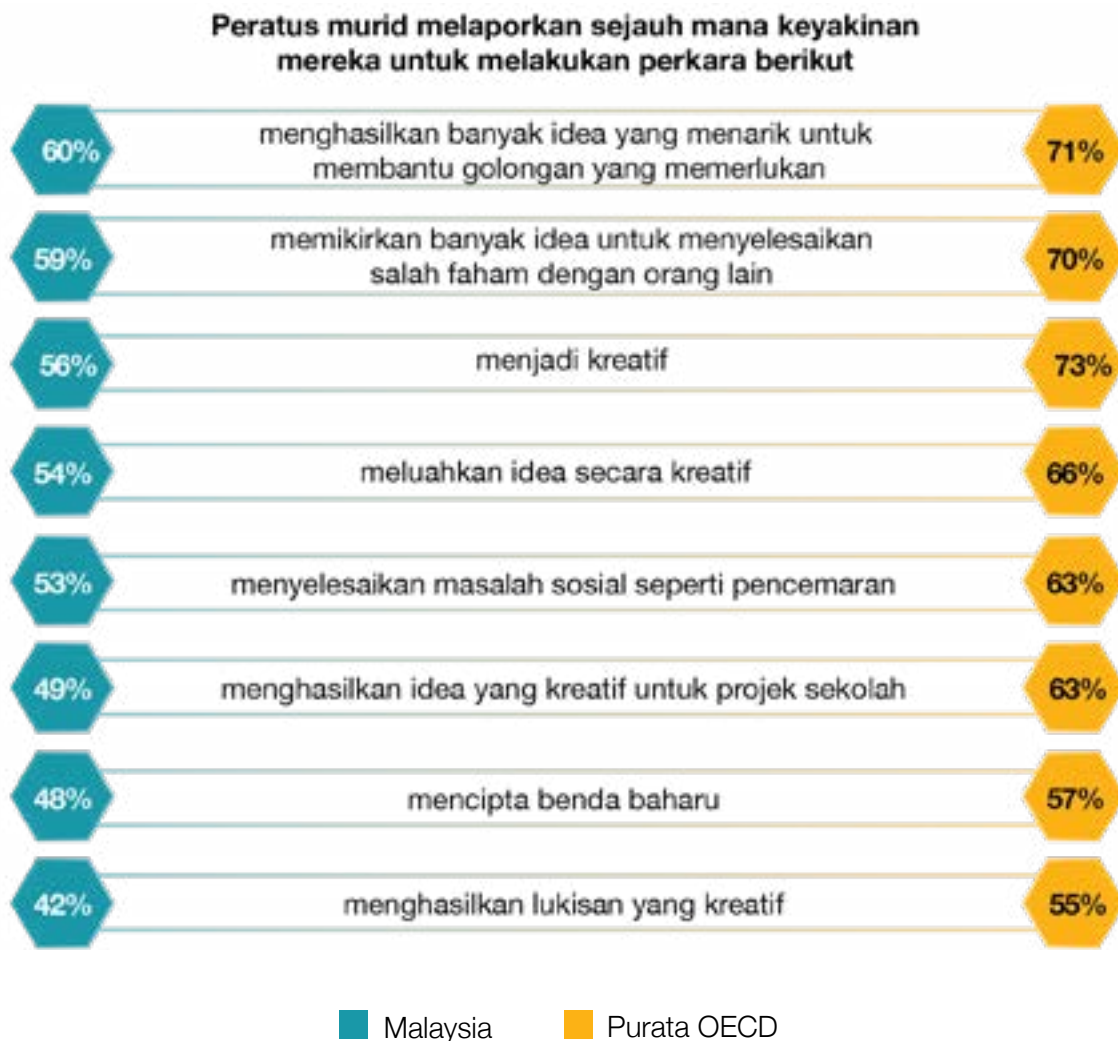 Peratus murid melaporkan sejauh mana keyakinan
mereka untuk melakukan perkara berikut
60%
menghasilkan banyak idea yang menarik untuk
membantu golongan yang memerlukan
71%
59%
memikirkan banyak idea untuk menyelesaikan
salah faham dengan orang lain
70%
56%
menjadi kreatif
73%
54%
meluahkan idea secara kreatif
66%
53%
menyelesaikan masalah sosial seperti pencemaran
63%
49%
menghasilkan idea yang kreatif untuk projek sekolah
63%
48%
mencipta benda baharu
57%
42%
menghasilkan lukisan yang kreatif
55%
Malaysia
Purata OECD